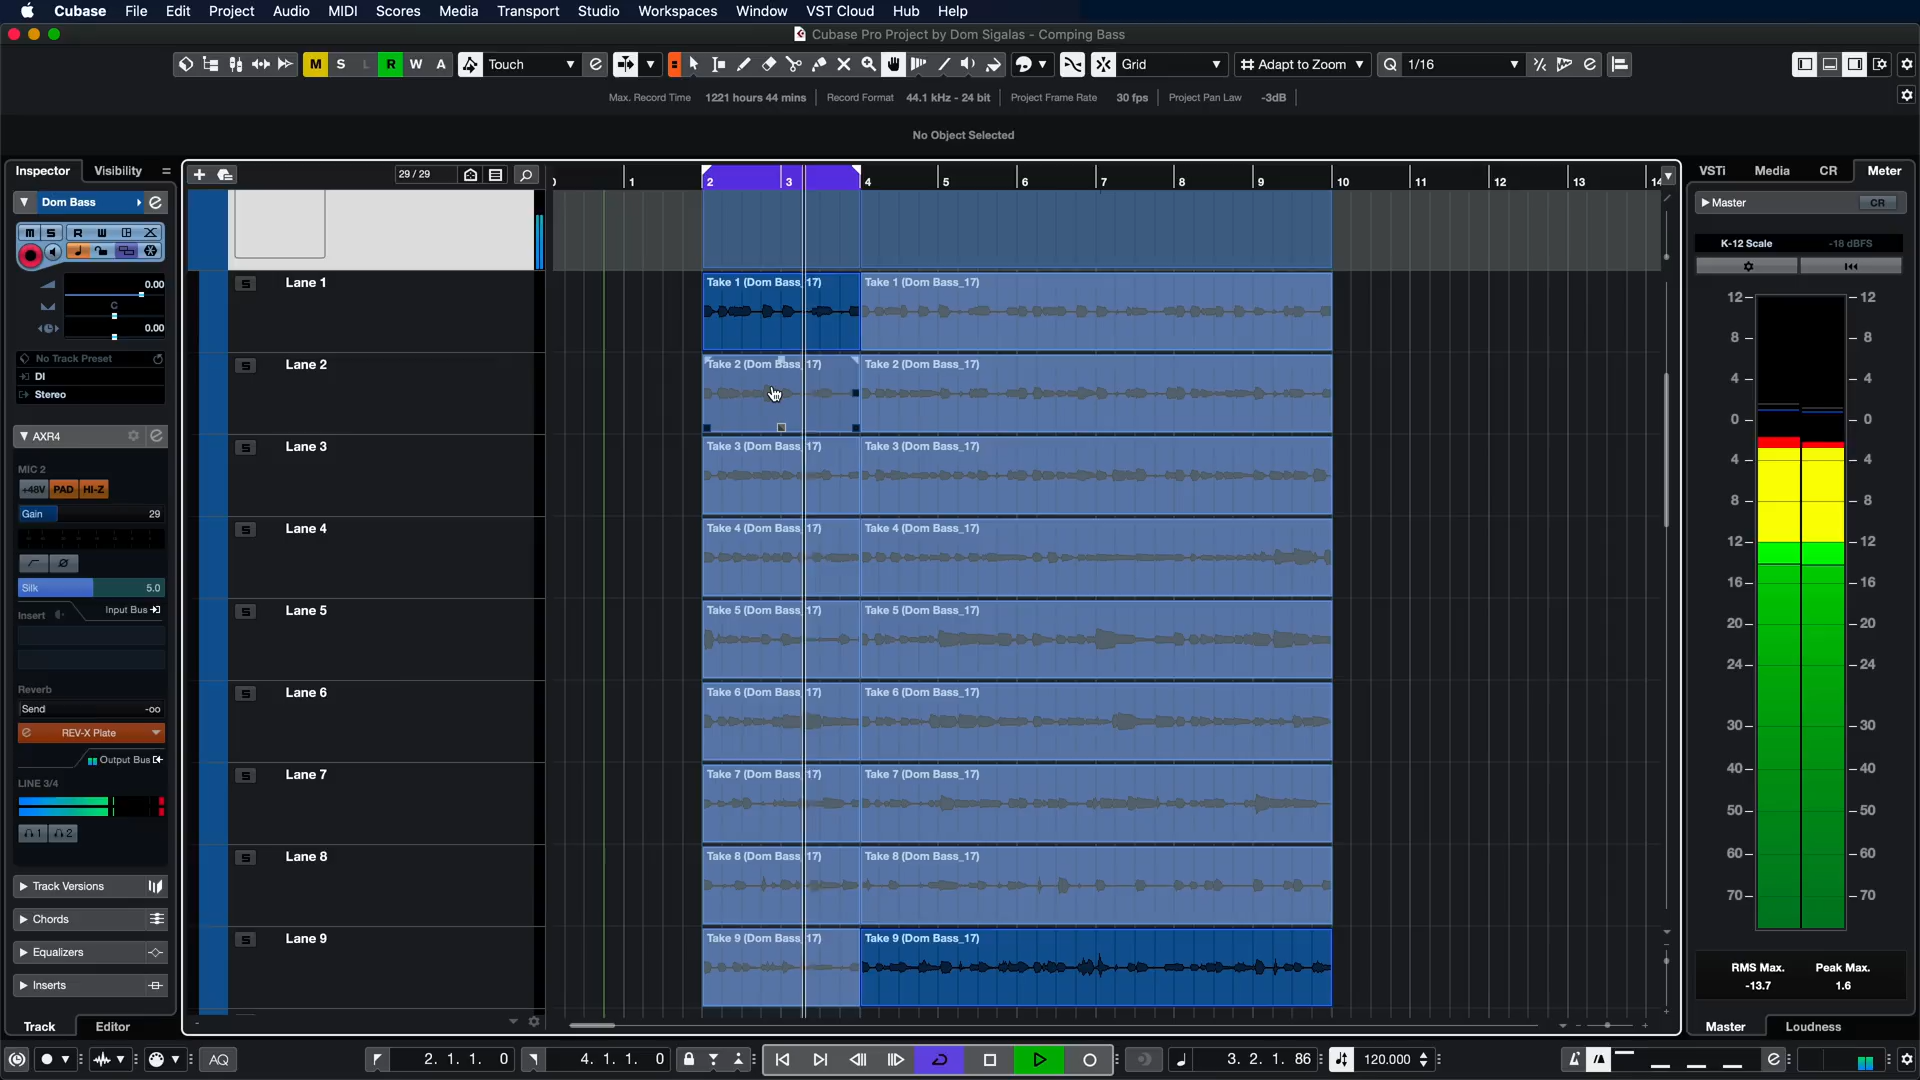 Cubase File Edit Project Audio MIDI Scores Media Transport Studio Workspaces Window VST Cloud Hub Help
Cubase Pro Project by Dom Sigalas - Comping Bass
M S L R W A Touch Grid Adapt to Zoom Q 1/16
Max. Record Time 1221 hours 44 mins Record Format 44.1 kHz - 24 bit Project Frame Rate 30 fps Project Pan Law -3dB
No Object Selected
Inspector Visibility
29 / 29
1 2 3 4 5 6 7 8 9 10 11 12 13 14
VSTi Media CR Meter
Dom Bass
M S R W
0.00
C
0.00
No Track Preset
DI
Stereo
AXR4
MIC 2
+48V PAD HI-Z
Gain 29
Silk 5.0
Input Bus
Insert
Reverb
Send -oo
REV-X Plate
Output Bus
LINE 3/4
1 2
Track Versions
Chords
Equalizers
Inserts
Track Editor
S Lane 1
Take 1 (Dom Bass_17) Take 1 (Dom Bass_17)
S Lane 2
Take 2 (Dom Bass_17) Take 2 (Dom Bass_17)
S Lane 3
Take 3 (Dom Bass_17) Take 3 (Dom Bass_17)
S Lane 4
Take 4 (Dom Bass_17) Take 4 (Dom Bass_17)
S Lane 5
Take 5 (Dom Bass_17) Take 5 (Dom Bass_17)
S Lane 6
Take 6 (Dom Bass_17) Take 6 (Dom Bass_17)
S Lane 7
Take 7 (Dom Bass_17) Take 7 (Dom Bass_17)
S Lane 8
Take 8 (Dom Bass_17) Take 8 (Dom Bass_17)
S Lane 9
Take 9 (Dom Bass_17) Take 9 (Dom Bass_17)
Master CR
K-12 Scale -18 dBFS
12 12
8 8
4 4
0 0
4 4
8 8
12 12
16 16
20 20
24 24
30 30
40 40
50 50
60 60
70 70
RMS Max. Peak Max.
-13.7 1.6
Master Loudness
AQ 2. 1. 1. 0 4. 1. 1. 0 3. 2. 1. 86 120.000